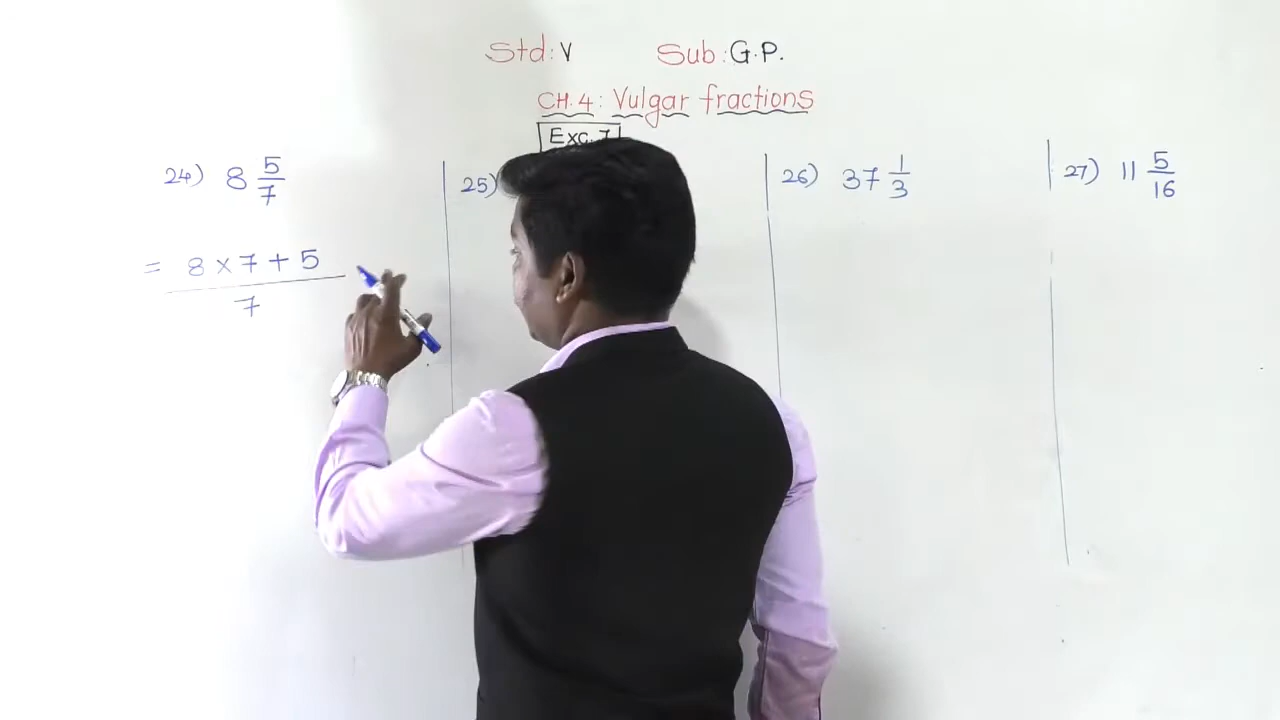 Std: V Sub: G.P.
CH.4: Vulgar fractions
Exc. 7
24) 8 5/7
25)
26) 37 1/3
27) 11 5/16
= 8 × 7 + 5
7